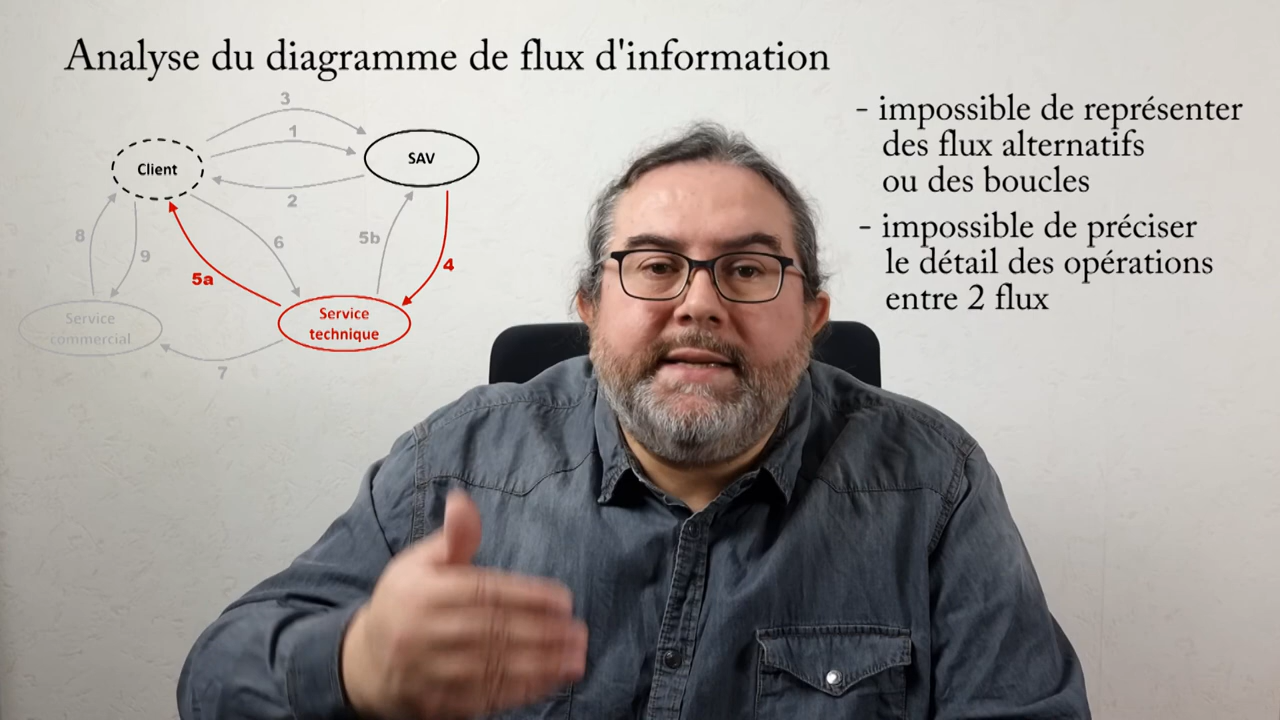 Analyse du diagramme de flux d'information
3
1
Client
SAV
2
8
9
6
5b
4
5a
Service
commercial
Service
technique
7
- impossible de représenter
des flux alternatifs
ou des boucles
- impossible de préciser
le détail des opérations
entre 2 flux